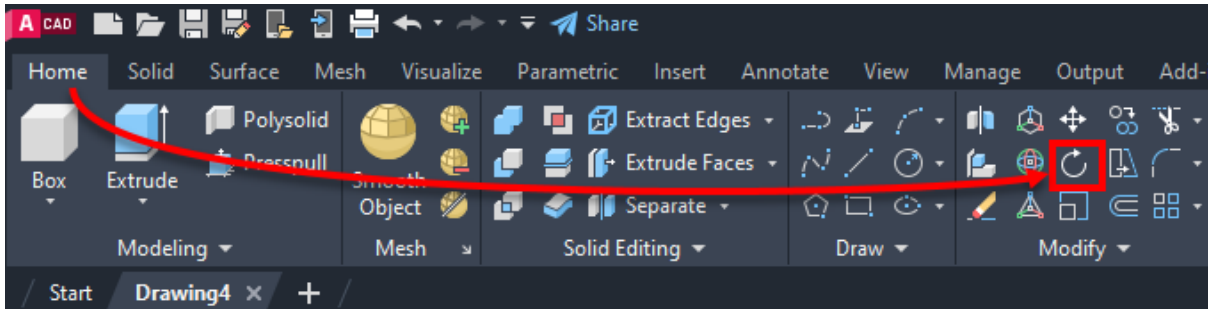 A CAD Share
Home Solid Surface Mesh Visualize Parametric Insert Annotate View Manage Output Add-
Polysolid Extract Edges
Box Extrude Presspull Smooth Extrude Faces
Object Separate
Modeling Mesh Solid Editing Draw Modify
Start Drawing4